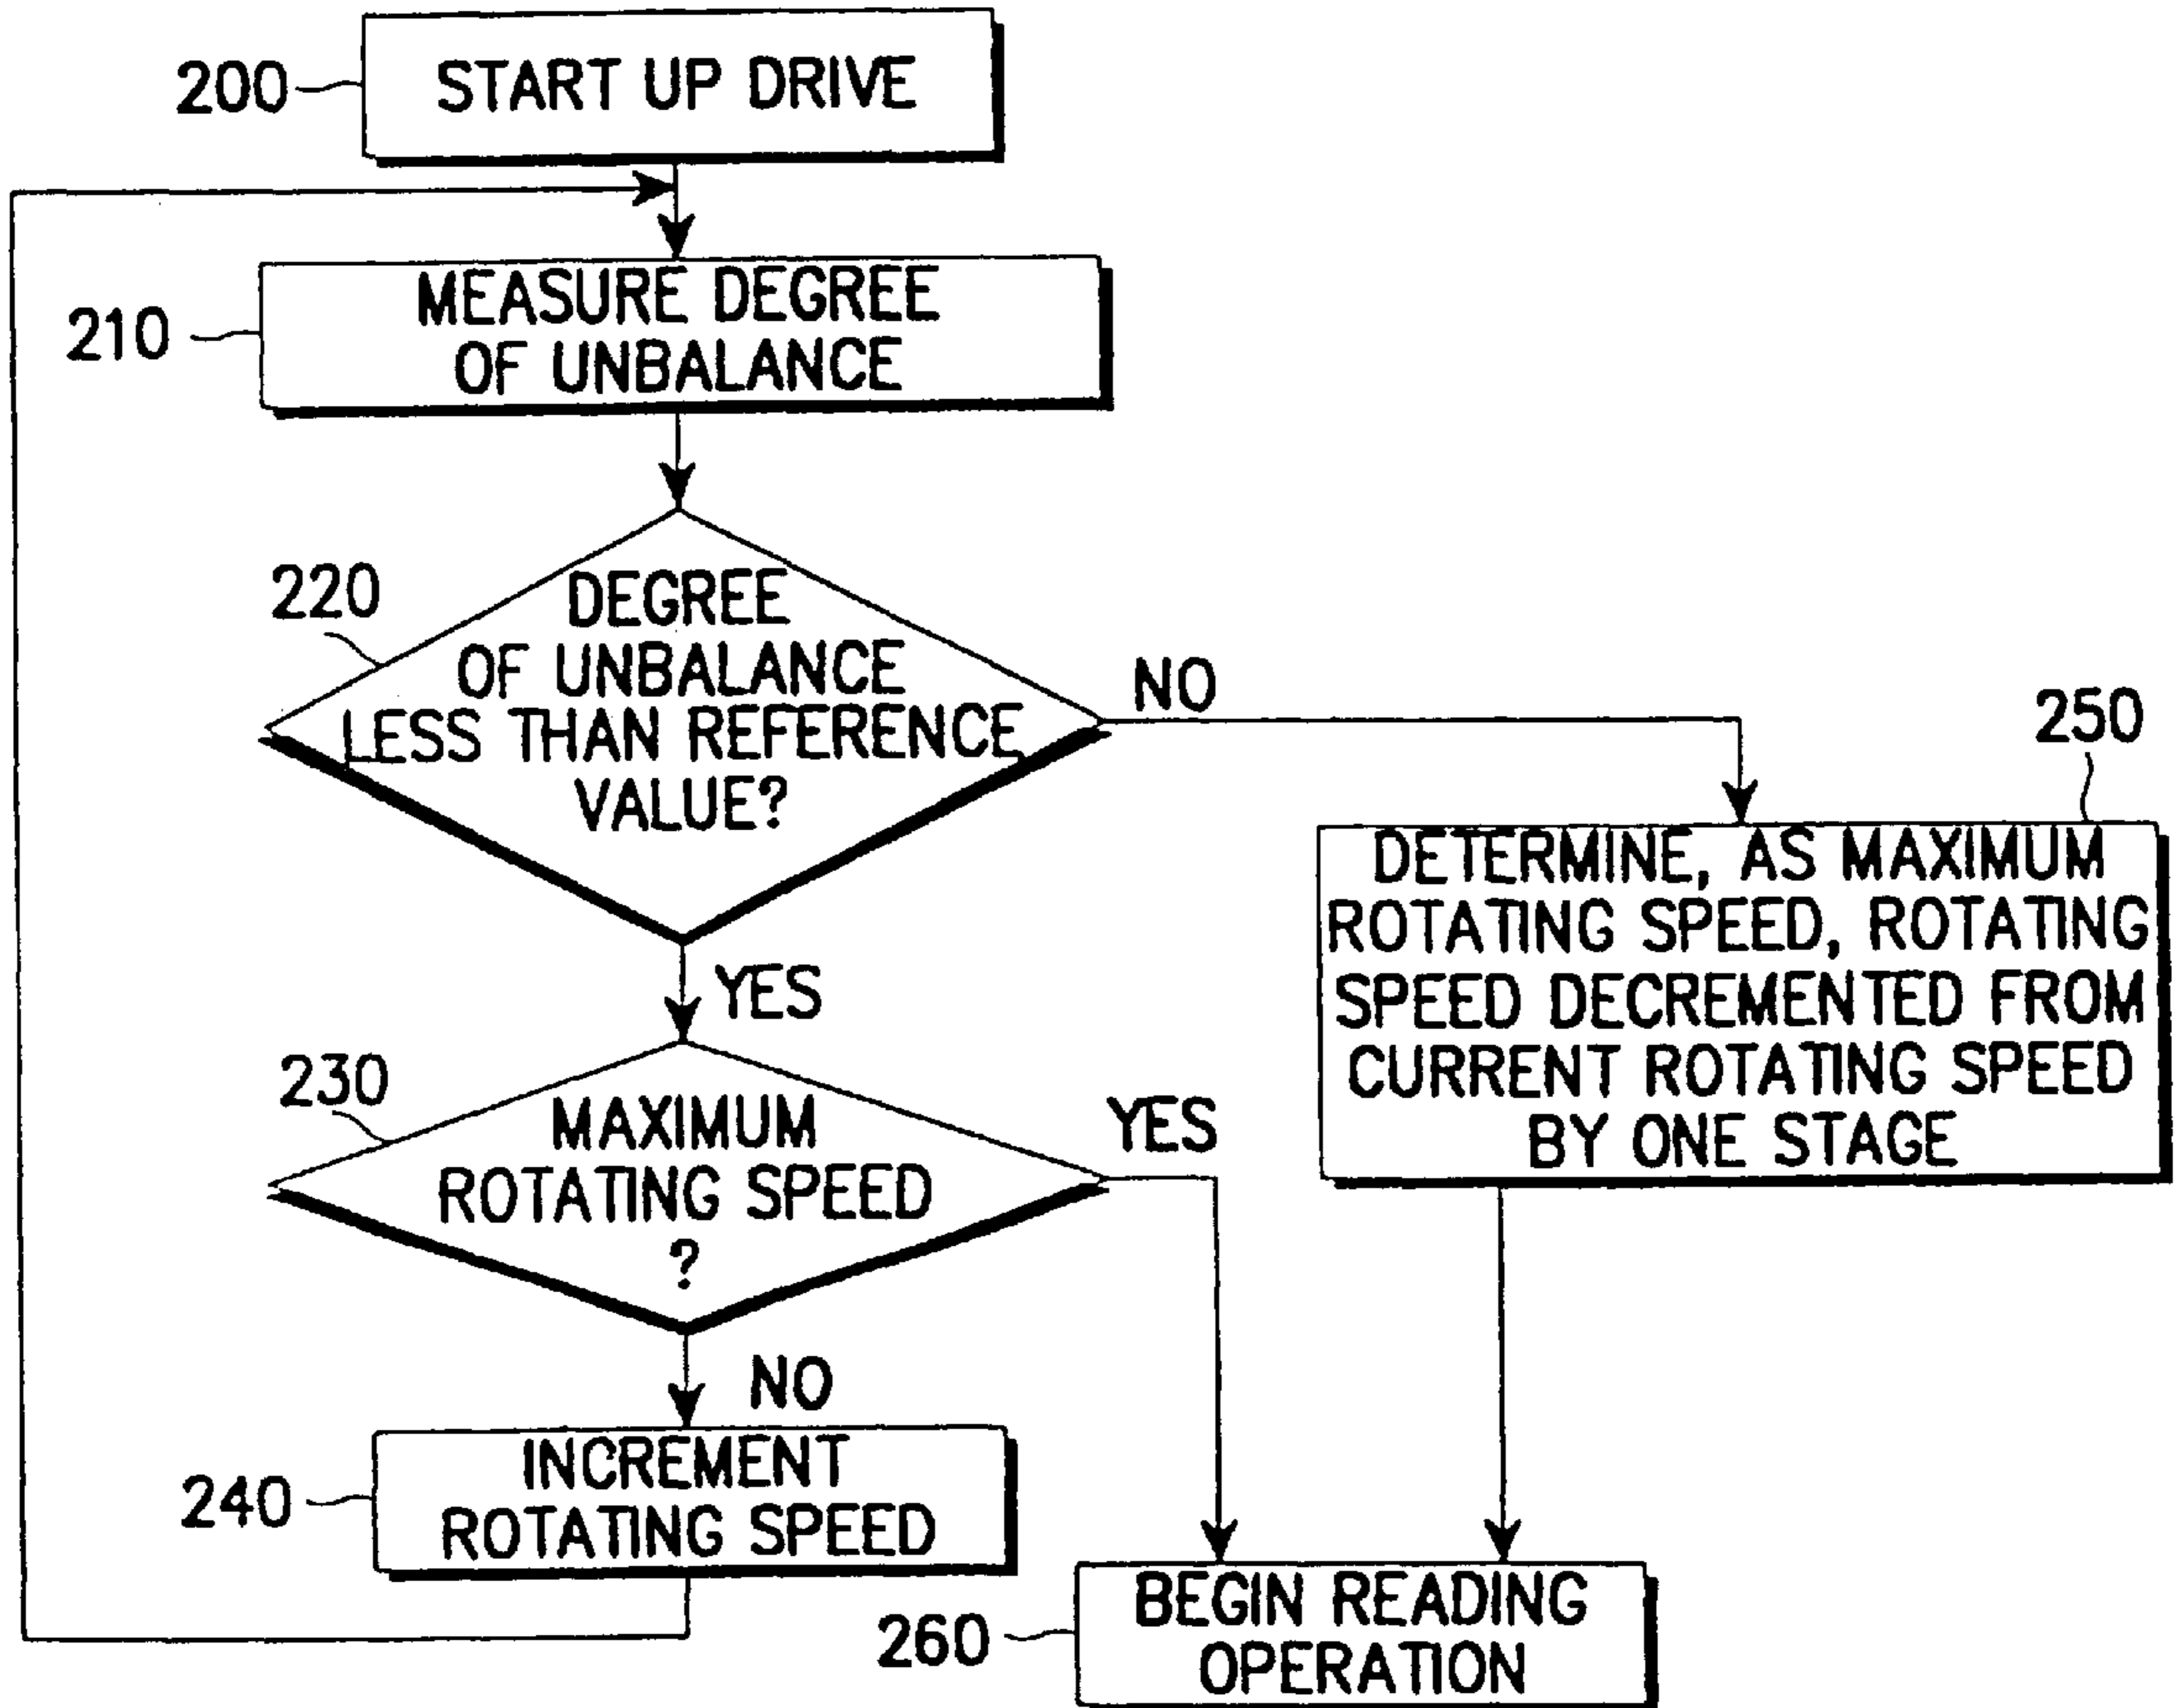 200
START UP DRIVE
210
MEASURE DEGREE
OF UNBALANCE
220
DEGREE
OF UNBALANCE
LESS THAN REFERENCE
VALUE?
NO
YES
250
DETERMINE, AS MAXIMUM
ROTATING SPEED, ROTATING
SPEED DECREMENTED FROM
CURRENT ROTATING SPEED
BY ONE STAGE
230
MAXIMUM
ROTATING SPEED
?
YES
NO
240
INCREMENT
ROTATING SPEED
260
BEGIN READING
OPERATION